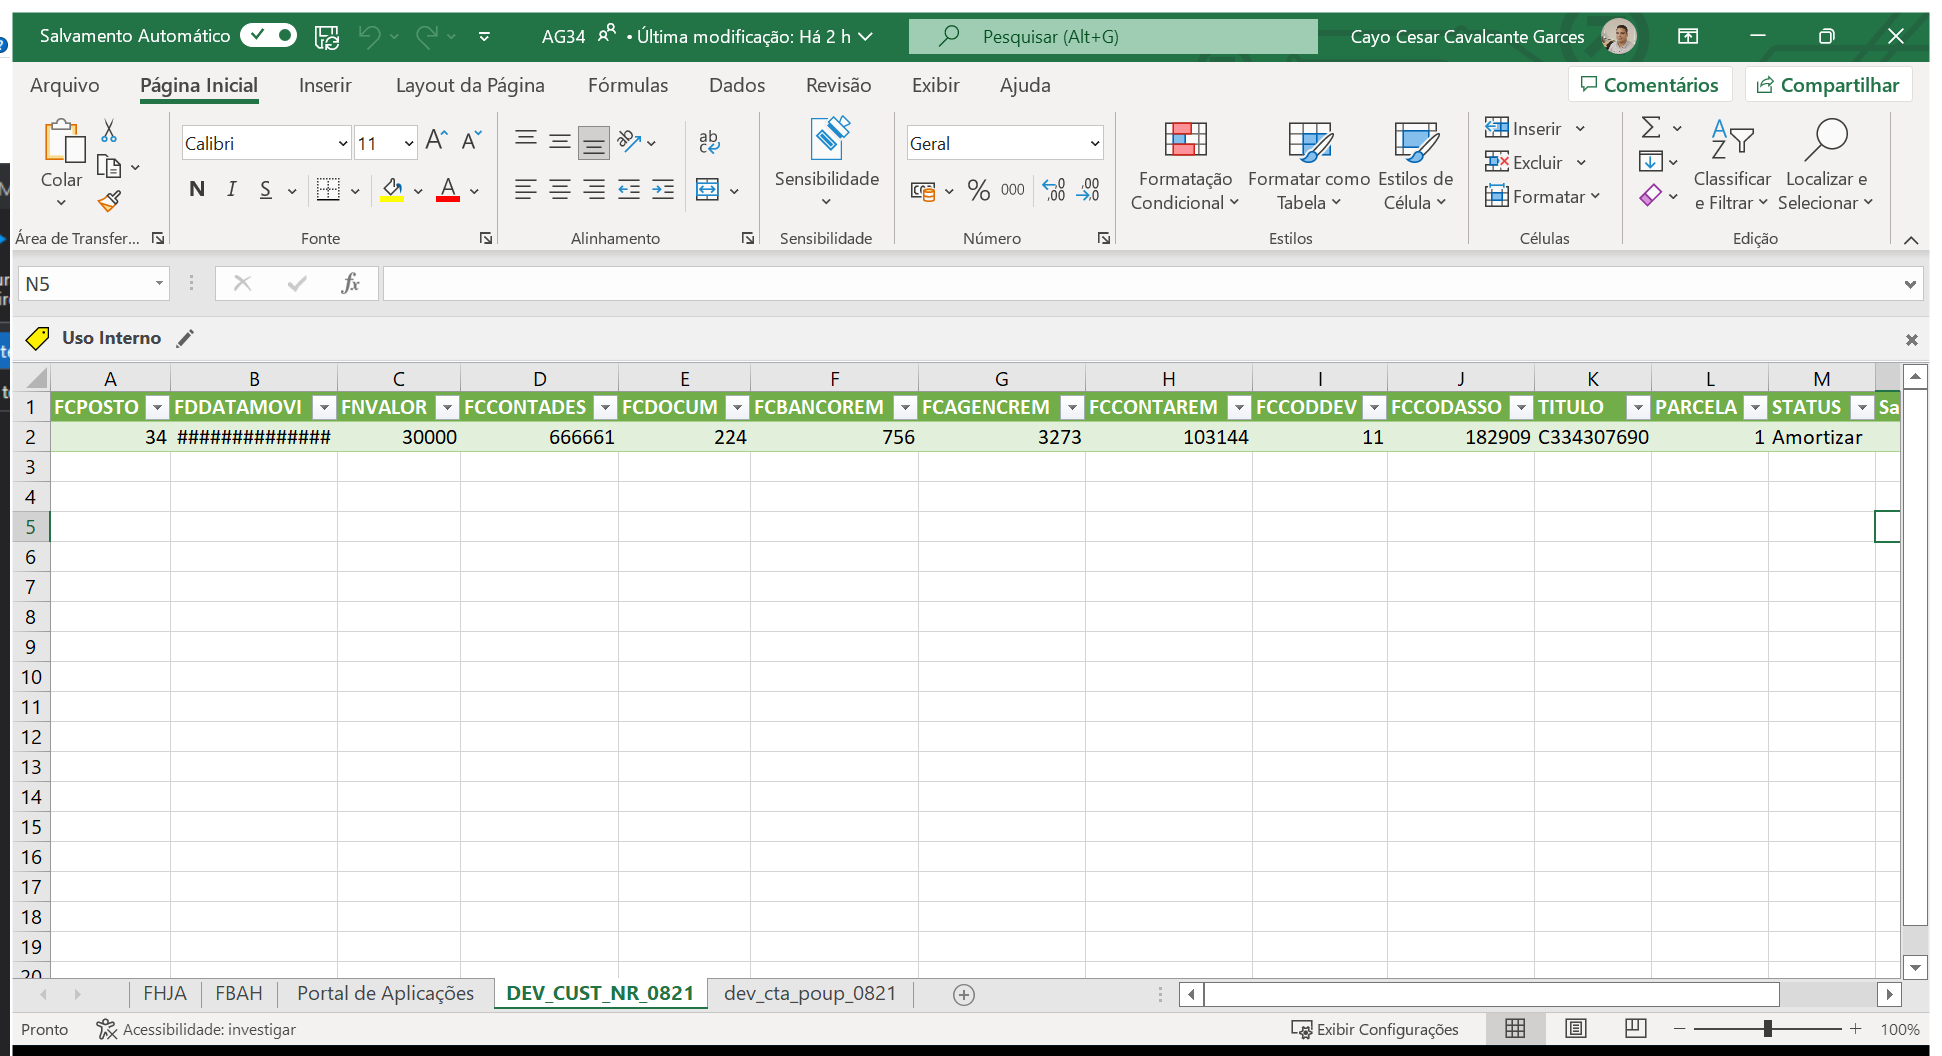 Salvamento Automático AG34 • Última modificação: Há 2 h Pesquisar (Alt+G) Cayo Cesar Cavalcante Garces
Arquivo Página Inicial Inserir Layout da Página Fórmulas Dados Revisão Exibir Ajuda Comentários Compartilhar
Colar
Área de Transfer...
Calibri 11 A A
N I S A
Fonte
ab
Alinhamento
Sensibilidade
Sensibilidade
Geral
% 000 ,00 ,00
Número
Formatação Condicional
Formatar como Tabela
Estilos de Célula
Estilos
Inserir
Excluir
Formatar
Células
Classificar e Filtrar
Localizar e Selecionar
Edição
N5 fx
Uso Interno
A B C D E F G H I J K L M
1 FCPOSTO FDDATAMOVI FNVALOR FCCONTADES FCDOCUM FCBANCOREM FCAGENCREM FCCONTAREM FCCODDEV FCCODASSO TITULO PARCELA STATUS Sa
2 34 ############## 30000 666661 224 756 3273 103144 11 182909 C334307690 1 Amortizar
3
4
5
6
7
8
9
10
11
12
13
14
15
16
17
18
19
20
FHJA FBAH Portal de Aplicações DEV_CUST_NR_0821 dev_cta_poup_0821
Pronto Acessibilidade: investigar Exibir Configurações 100%